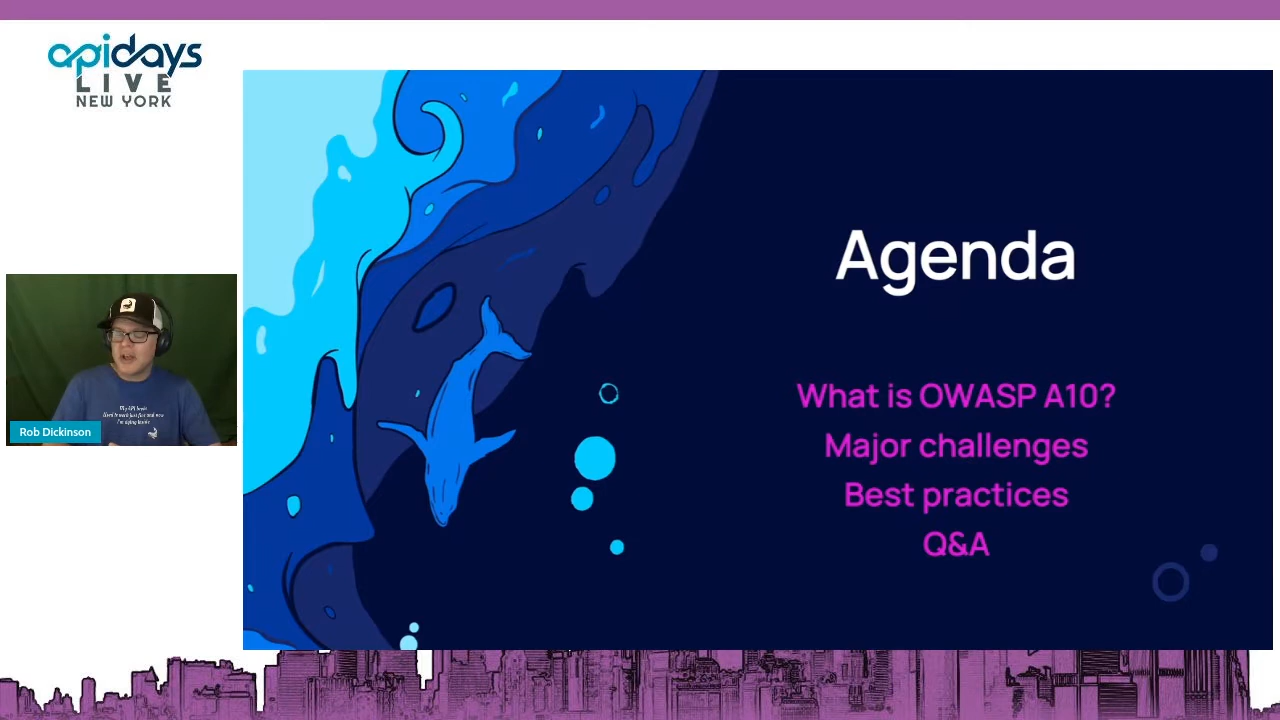 apidays
LIVE
NEW YORK
Agenda
What is OWASP A10?
Major challenges
Best practices
Q&A
Rob Dickinson